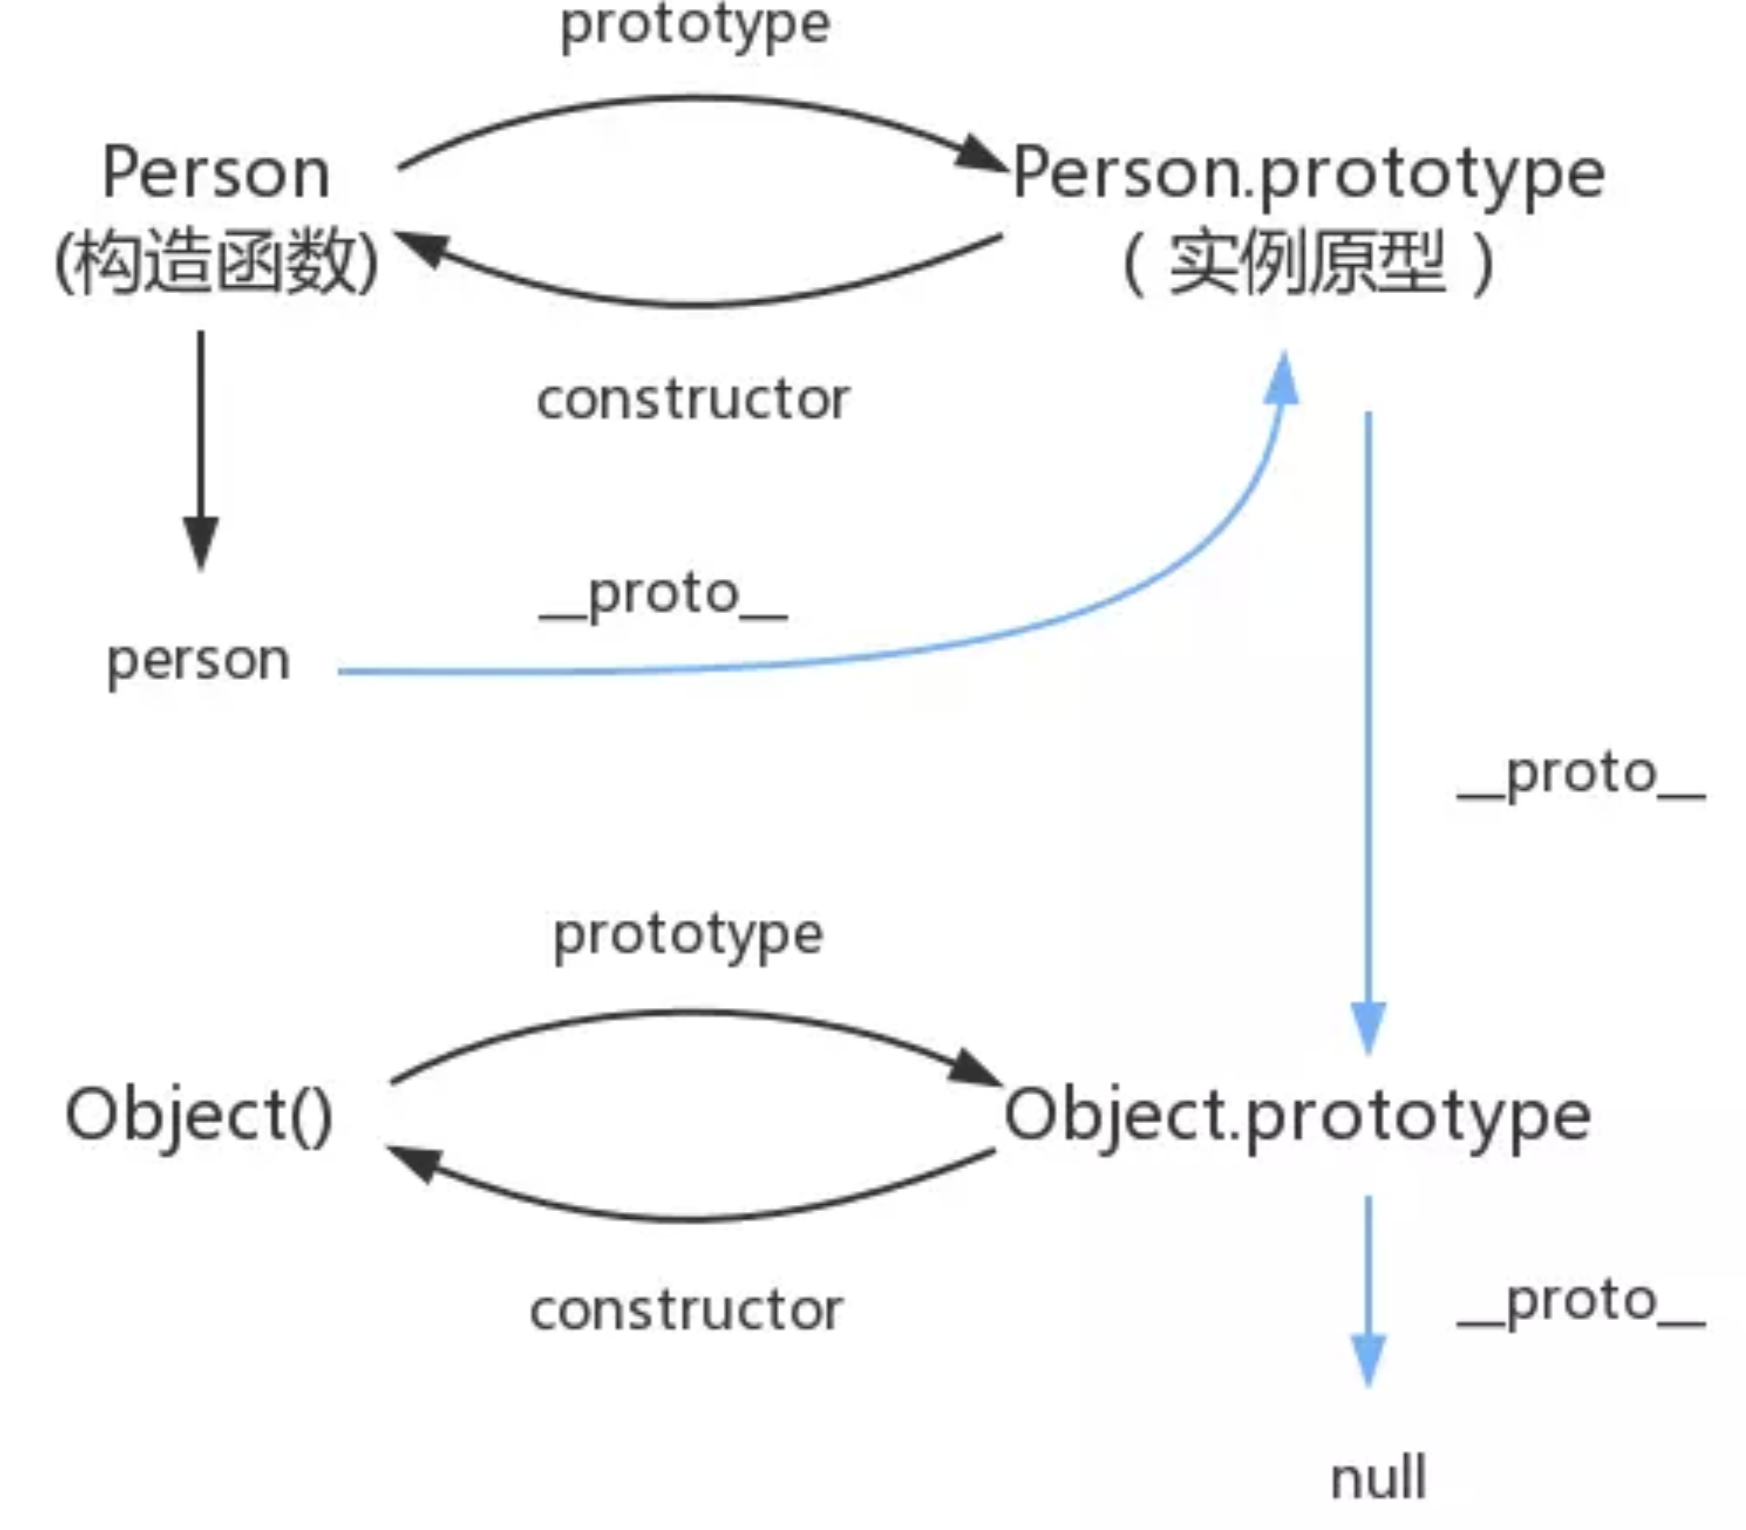 prototype
Person
Person.prototype
(构造函数)
（实例原型）
constructor
__proto__
person
__proto__
prototype
Object()
Object.prototype
constructor
__proto__
null